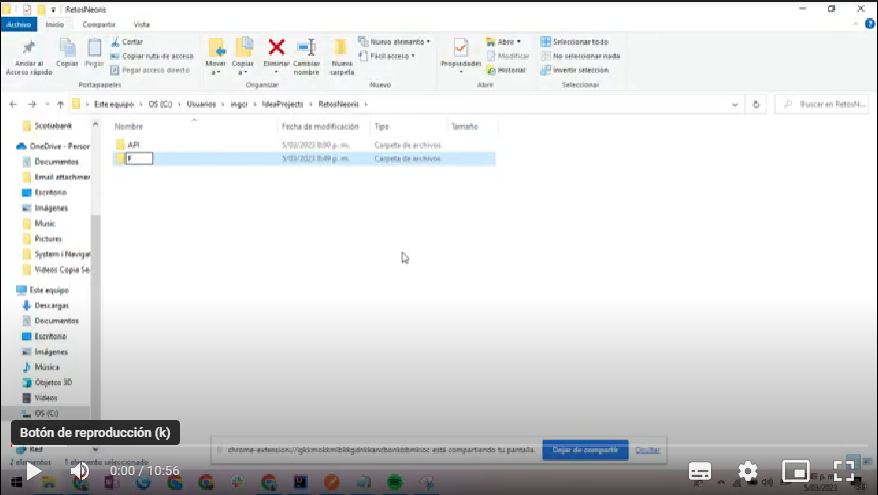 RetosNeoris
Archivo Inicio Compartir Vista
Anclar al Acceso rápido
Copiar
Pegar
Cortar
Copiar ruta de acceso
Pegar acceso directo
Portapapeles
Mover a
Copiar a
Eliminar
Cambiar nombre
Organizar
Nueva carpeta
Nuevo elemento
Fácil acceso
Nuevo
Propiedades
Abrir
Modificar
Historial
Abrir
Seleccionar todo
No seleccionar nada
Invertir selección
Seleccionar
Este equipo > OS (C:) > Usuarios > ingcr > IdeaProjects > RetosNeoris >
Buscar en RetosN...
Nombre Fecha de modificación Tipo Tamaño
API 5/03/2023 8:00 p. m. Carpeta de archivos
F 5/03/2023 8:49 p. m. Carpeta de archivos
Scotiabank
OneDrive - Person
Documentos
Email attachmen
Escritorio
Imágenes
Music
Pictures
System i Navigat
Videos Copia Se
Este equipo
Descargas
Documentos
Escritorio
Imágenes
Música
Objetos 3D
Videos
OS (C:)
Botón de reproducción (k)
Red
2 elementos 1 elemento seleccionado
está compartiendo tu pantalla.
Dejar de compartir
Ocultar
0:00 / 10:56
5/03/2023